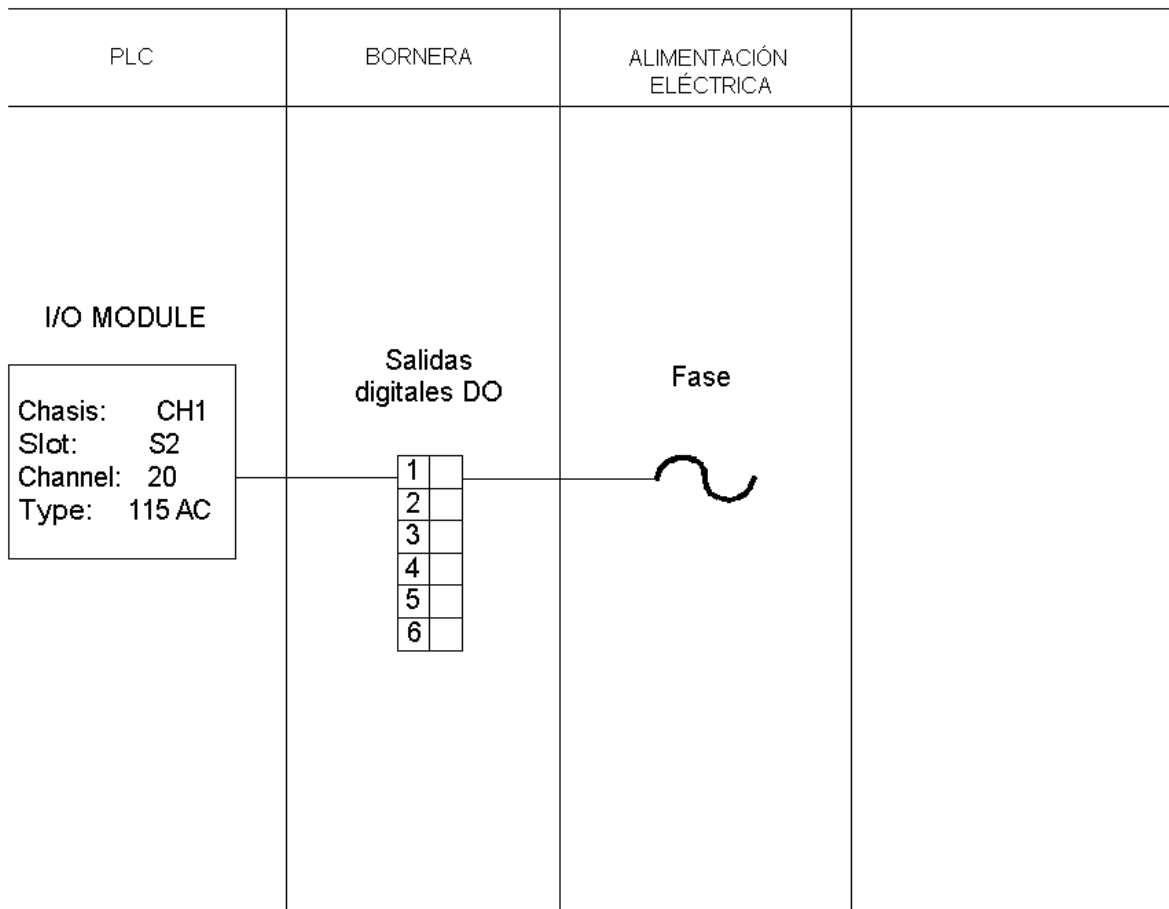 PLC
BORNERA
ALIMENTACIÓN
ELÉCTRICA
I/O MODULE
Chasis: CH1
Slot: S2
Channel: 20
Type: 115 AC
Salidas
digitales DO
1
2
3
4
5
6
Fase